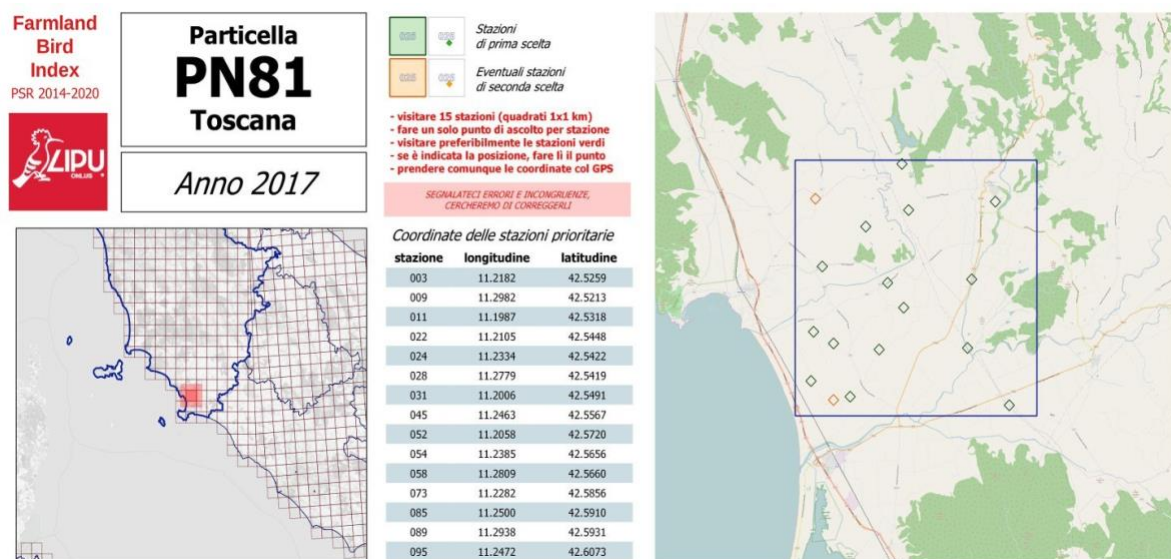 Farmland
Bird
Index
PSR 2014-2020
LIPU
ONLUS
Particella
PN81
Toscana
Anno 2017
025 025 Stazioni
di prima scelta
025 025 Eventuali stazioni
di seconda scelta
- visitare 15 stazioni (quadrati 1x1 km)
- fare un solo punto di ascolto per stazione
- visitare preferibilmente le stazioni verdi
- se è indicata la posizione, fare lì il punto
- prendere comunque le coordinate col GPS
SEGNALATECI ERRORI E INCONGRUENZE,
CERCHEREMO DI CORREGGERLI
Coordinate delle stazioni prioritarie
stazione longitudine latitudine
003 11.2182 42.5259
009 11.2982 42.5213
011 11.1987 42.5318
022 11.2105 42.5448
024 11.2334 42.5422
028 11.2779 42.5419
031 11.2006 42.5491
045 11.2463 42.5567
052 11.2058 42.5720
054 11.2385 42.5656
058 11.2809 42.5660
073 11.2282 42.5856
085 11.2500 42.5910
089 11.2938 42.5931
095 11.2472 42.6073